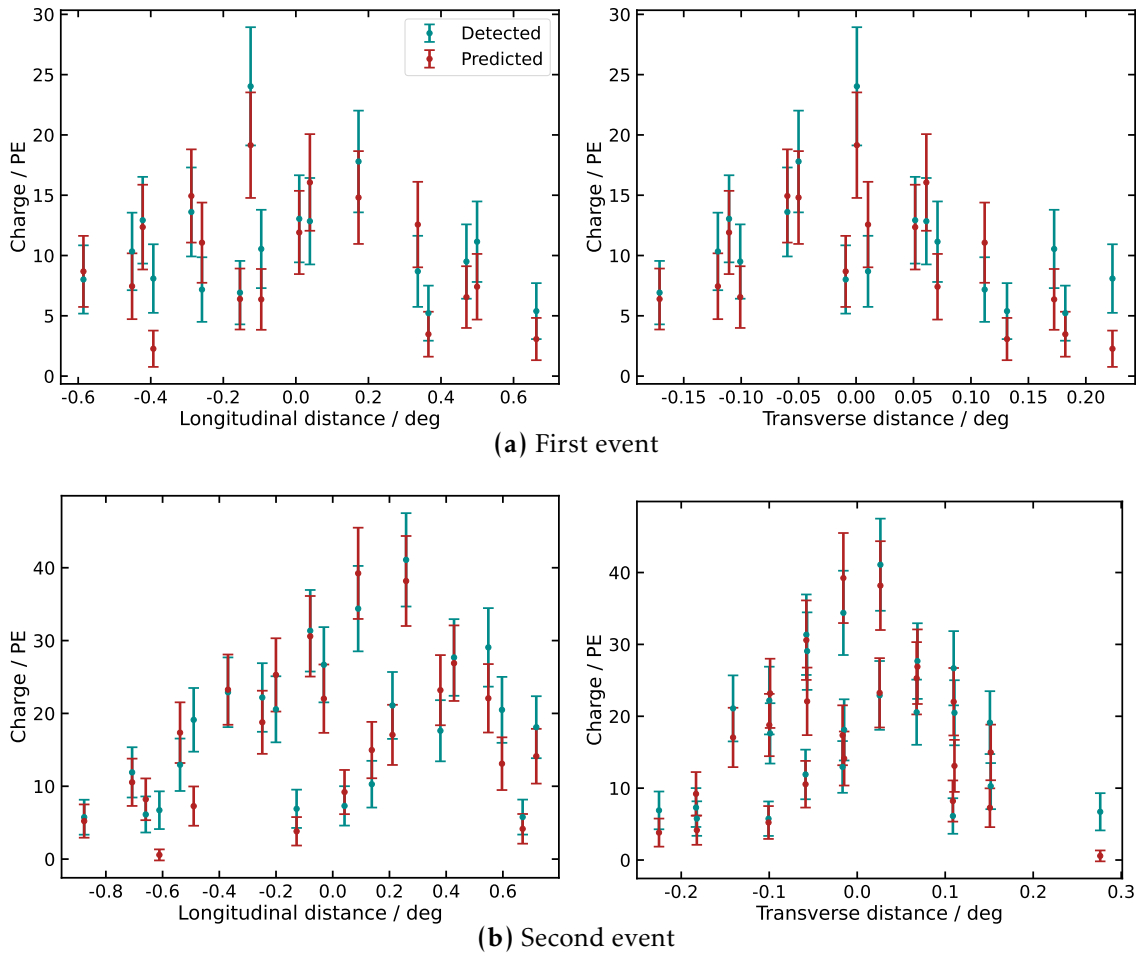 30
25
20
15
10
5
0
Charge / PE
Detected
Predicted
-0.6 -0.4 -0.2 0.0 0.2 0.4 0.6
Longitudinal distance / deg
30
25
20
15
10
5
0
Charge / PE
-0.15 -0.10 -0.05 0.00 0.05 0.10 0.15 0.20
Transverse distance / deg
(a) First event
40
30
20
10
0
Charge / PE
-0.8 -0.6 -0.4 -0.2 0.0 0.2 0.4 0.6
Longitudinal distance / deg
40
30
20
10
0
Charge / PE
-0.2 -0.1 0.0 0.1 0.2 0.3
Transverse distance / deg
(b) Second event